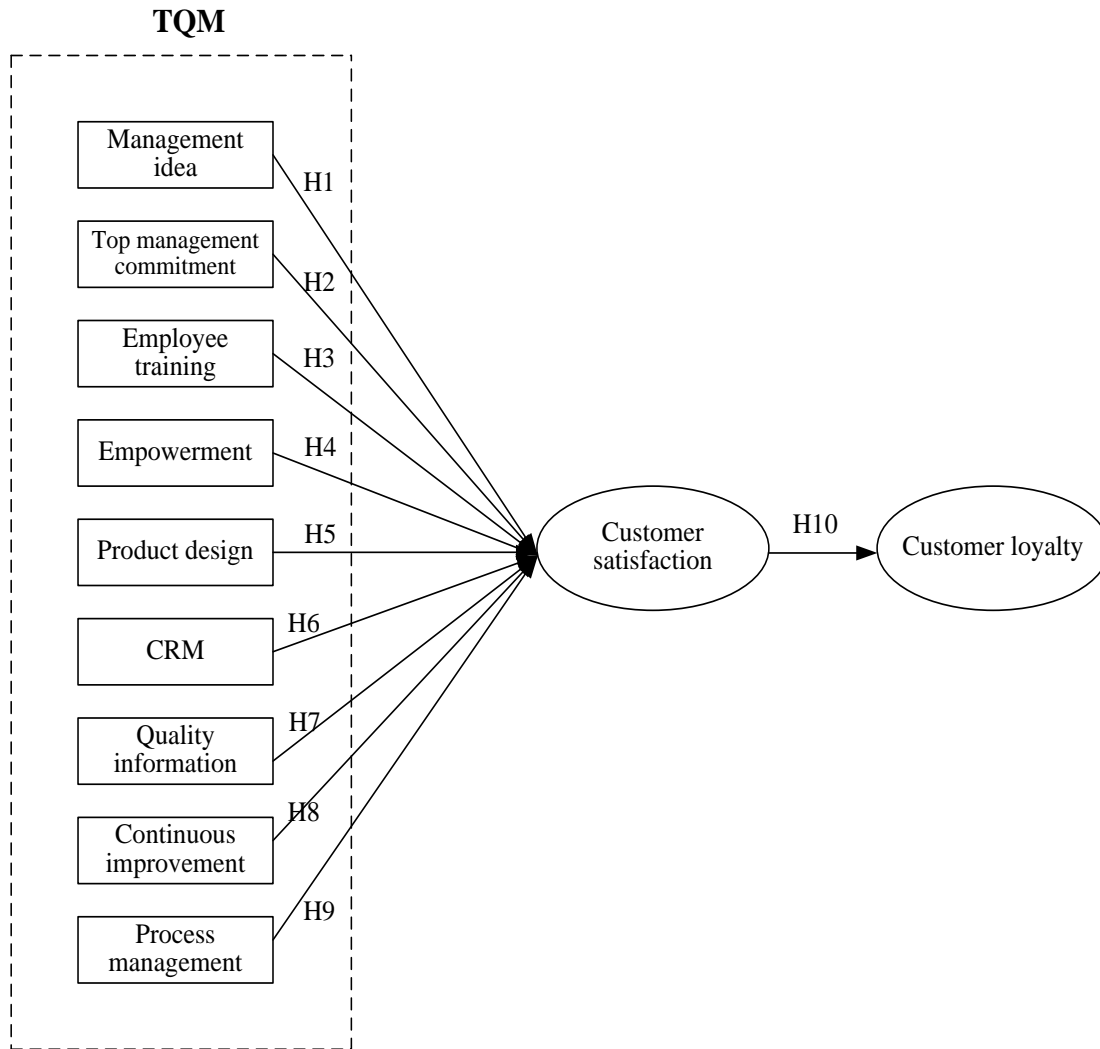 TQM
Management
idea
H1
Top management
commitment
H2
Employee
training
H3
Empowerment
H4
Product design
H5
CRM
H6
Quality
information
H7
Continuous
improvement
H8
Process
management
H9
Customer
satisfaction
H10
Customer loyalty